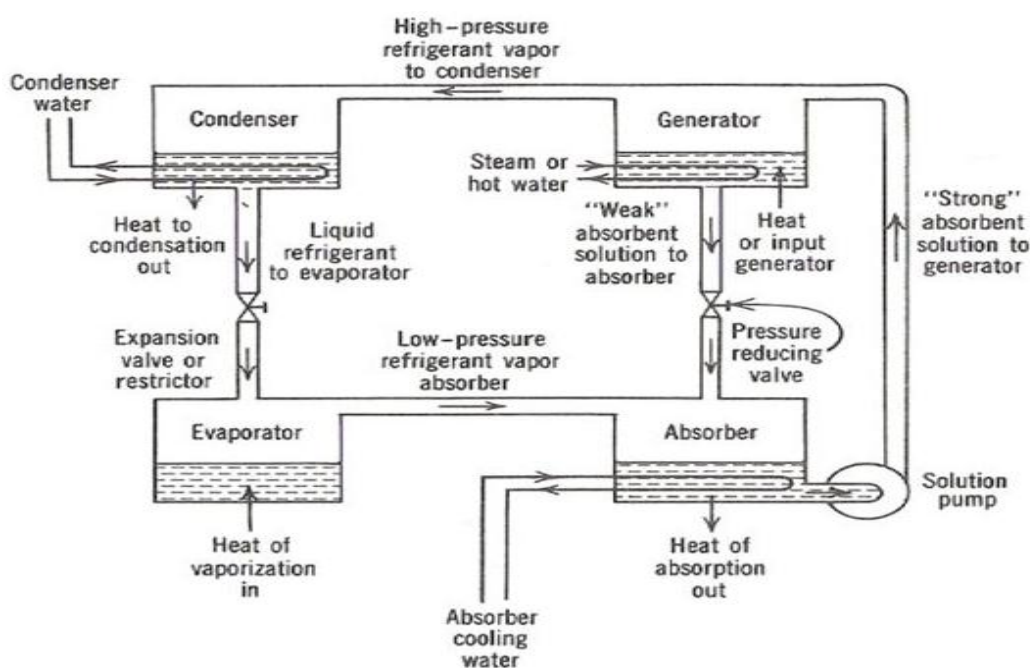 High-pressure
refrigerant vapor
to condenser
Condenser
water
Condenser
Generator
Steam or
hot water
Heat to
condensation
out
Liquid
refrigerant
to evaporator
"Weak"
absorbent
solution to
absorber
Heat
or input
generator
"Strong"
absorbent
solution to
generator
Expansion
valve or
restrictor
Low-pressure
refrigerant vapor
absorber
Pressure
reducing
valve
Evaporator
Absorber
Solution
pump
Heat of
vaporization
in
Heat of
absorption
out
Absorber
cooling
water